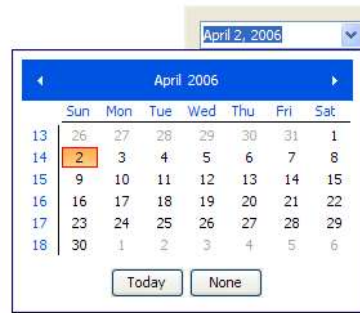 April 2, 2006
April 2006
Sun Mon Tue Wed Thu Fri Sat
13 26 27 28 29 30 31 1
14 2 3 4 5 6 7 8
15 9 10 11 12 13 14 15
16 16 17 18 19 20 21 22
17 23 24 25 26 27 28 29
18 30 1 2 3 4 5 6
Today None